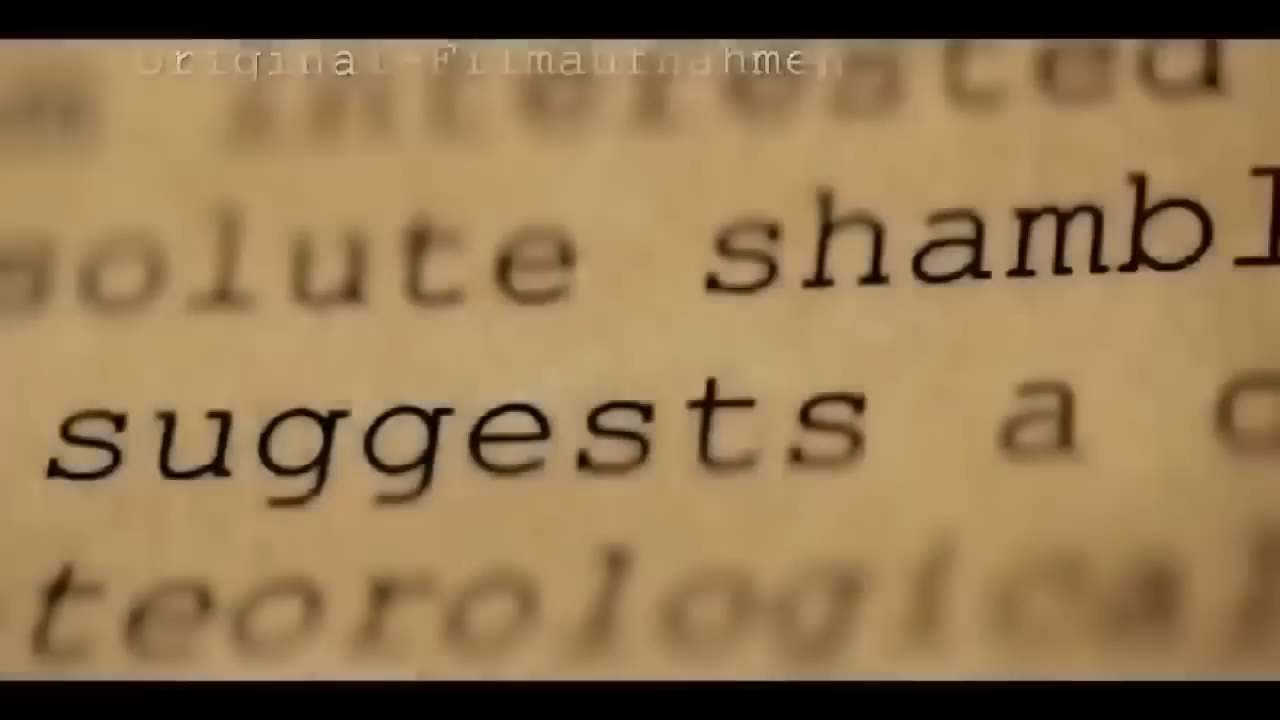 Original-Filmaufnahmen
interested
solute shambl
suggests a
teorological